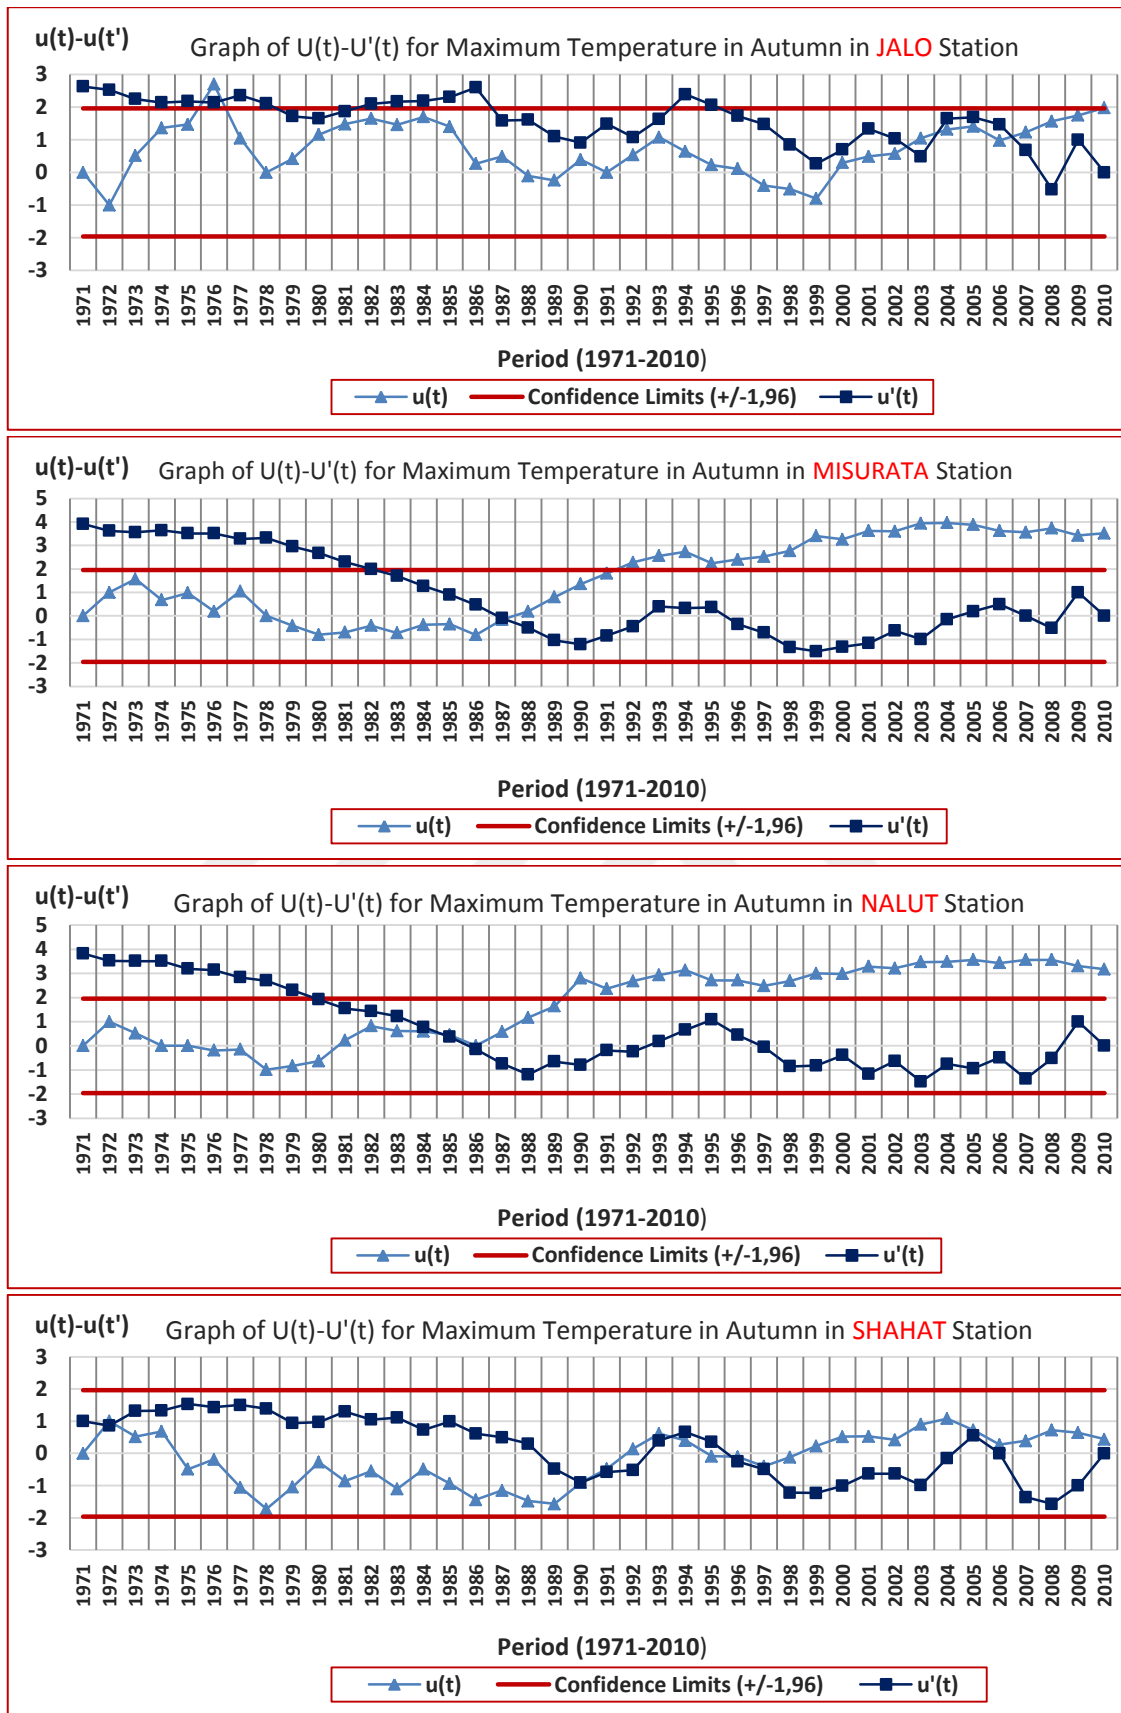 u(t)-u(t') Graph of U(t)-U'(t) for Maximum Temperature in Autumn in JALO Station
3
2
1
0
-1
-2
-3
1971 1972 1973 1974 1975 1976 1977 1978 1979 1980 1981 1982 1983 1984 1985 1986 1987 1988 1989 1990 1991 1992 1993 1994 1995 1996 1997 1998 1999 2000 2001 2002 2003 2004 2005 2006 2007 2008 2009 2010
Period (1971-2010)
u(t) Confidence Limits (+/-1,96) u'(t)
u(t)-u(t') Graph of U(t)-U'(t) for Maximum Temperature in Autumn in MISURATA Station
5
4
3
2
1
0
-1
-2
-3
1971 1972 1973 1974 1975 1976 1977 1978 1979 1980 1981 1982 1983 1984 1985 1986 1987 1988 1989 1990 1991 1992 1993 1994 1995 1996 1997 1998 1999 2000 2001 2002 2003 2004 2005 2006 2007 2008 2009 2010
Period (1971-2010)
u(t) Confidence Limits (+/-1,96) u'(t)
u(t)-u(t') Graph of U(t)-U'(t) for Maximum Temperature in Autumn in NALUT Station
5
4
3
2
1
0
-1
-2
-3
1971 1972 1973 1974 1975 1976 1977 1978 1979 1980 1981 1982 1983 1984 1985 1986 1987 1988 1989 1990 1991 1992 1993 1994 1995 1996 1997 1998 1999 2000 2001 2002 2003 2004 2005 2006 2007 2008 2009 2010
Period (1971-2010)
u(t) Confidence Limits (+/-1,96) u'(t)
u(t)-u(t') Graph of U(t)-U'(t) for Maximum Temperature in Autumn in SHAHAT Station
3
2
1
0
-1
-2
-3
1971 1972 1973 1974 1975 1976 1977 1978 1979 1980 1981 1982 1983 1984 1985 1986 1987 1988 1989 1990 1991 1992 1993 1994 1995 1996 1997 1998 1999 2000 2001 2002 2003 2004 2005 2006 2007 2008 2009 2010
Period (1971-2010)
u(t) Confidence Limits (+/-1,96) u'(t)